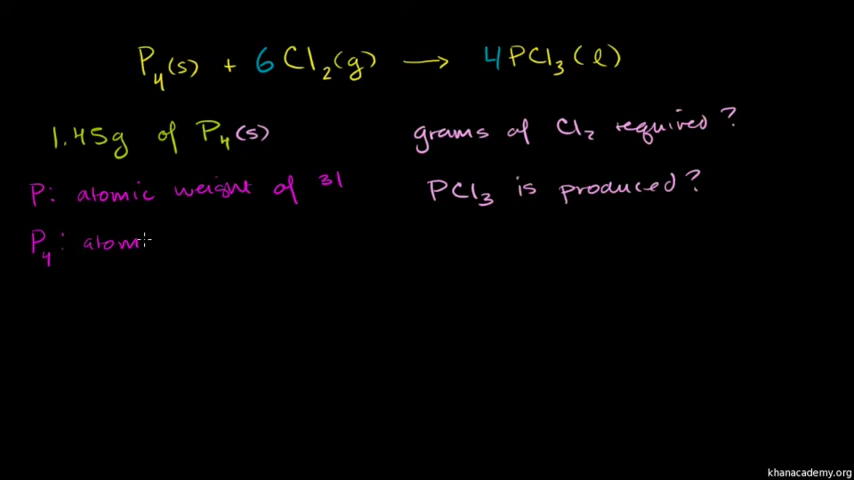 P₄(s) + 6Cl₂(g) → 4PCl₃(l)
1.45g of P₄(s)
grams of Cl₂ required?
P: atomic weight of 31
PCl₃ is produced?
P₄: atom
khanacademy.org